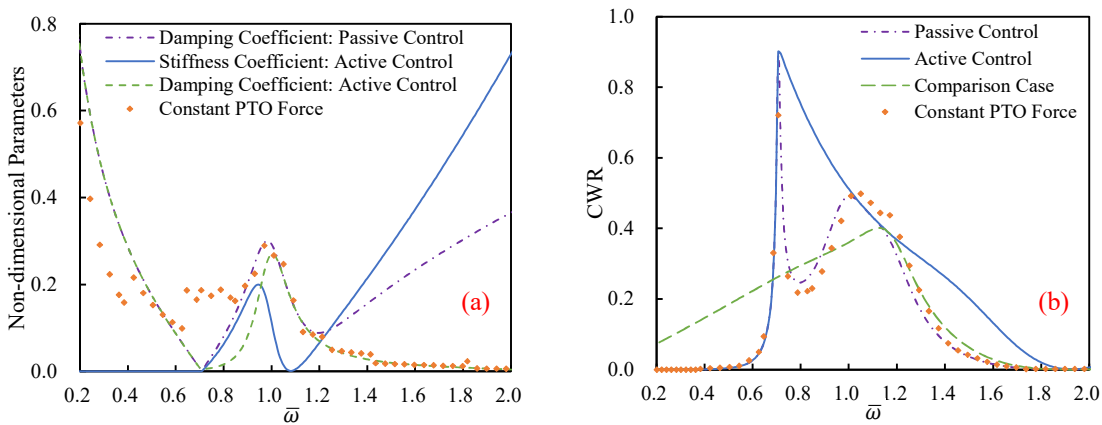 0.8
0.6
0.4
0.2
0.0
Non-dimensional Parameters
Damping Coefficient: Passive Control
Stiffness Coefficient: Active Control
Damping Coefficient: Active Control
Constant PTO Force
(a)
0.2 0.4 0.6 0.8 1.0 1.2 1.4 1.6 1.8 2.0
ω̅
1.0
0.8
0.6
0.4
0.2
0.0
CWR
Passive Control
Active Control
Comparison Case
Constant PTO Force
(b)
0.2 0.4 0.6 0.8 1.0 1.2 1.4 1.6 1.8 2.0
ω̅